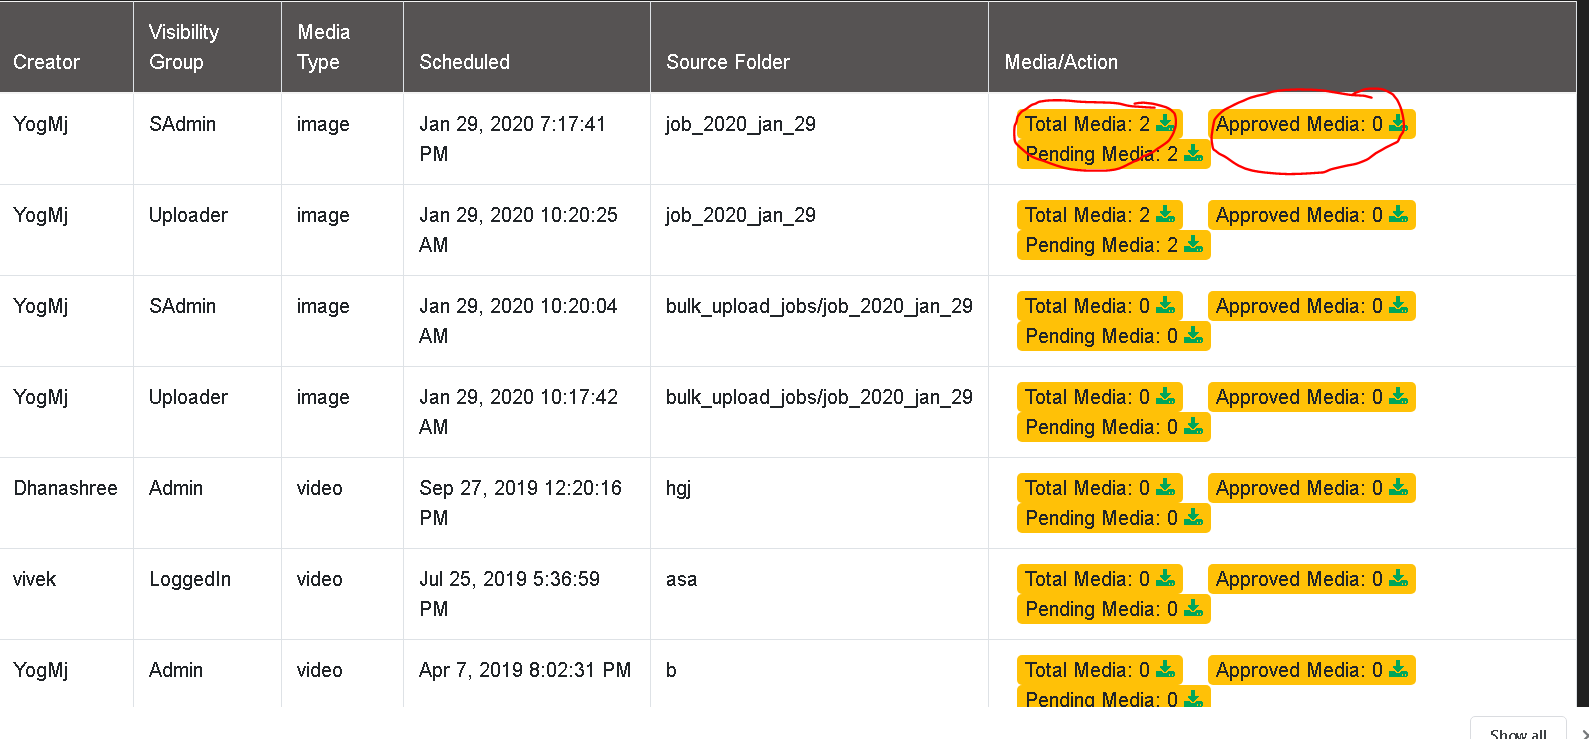 Creator Visibility Group Media Type Scheduled Source Folder Media/Action
YogMj SAdmin image Jan 29, 2020 7:17:41 PM job_2020_jan_29 Total Media: 2 Approved Media: 0
Pending Media: 2
YogMj Uploader image Jan 29, 2020 10:20:25 AM job_2020_jan_29 Total Media: 2 Approved Media: 0
Pending Media: 2
YogMj SAdmin image Jan 29, 2020 10:20:04 AM bulk_upload_jobs/job_2020_jan_29 Total Media: 0 Approved Media: 0
Pending Media: 0
YogMj Uploader image Jan 29, 2020 10:17:42 AM bulk_upload_jobs/job_2020_jan_29 Total Media: 0 Approved Media: 0
Pending Media: 0
Dhanashree Admin video Sep 27, 2019 12:20:16 PM hgj Total Media: 0 Approved Media: 0
Pending Media: 0
vivek LoggedIn video Jul 25, 2019 5:36:59 PM asa Total Media: 0 Approved Media: 0
Pending Media: 0
YogMj Admin video Apr 7, 2019 8:02:31 PM b Total Media: 0 Approved Media: 0
Pending Media: 0
Show all